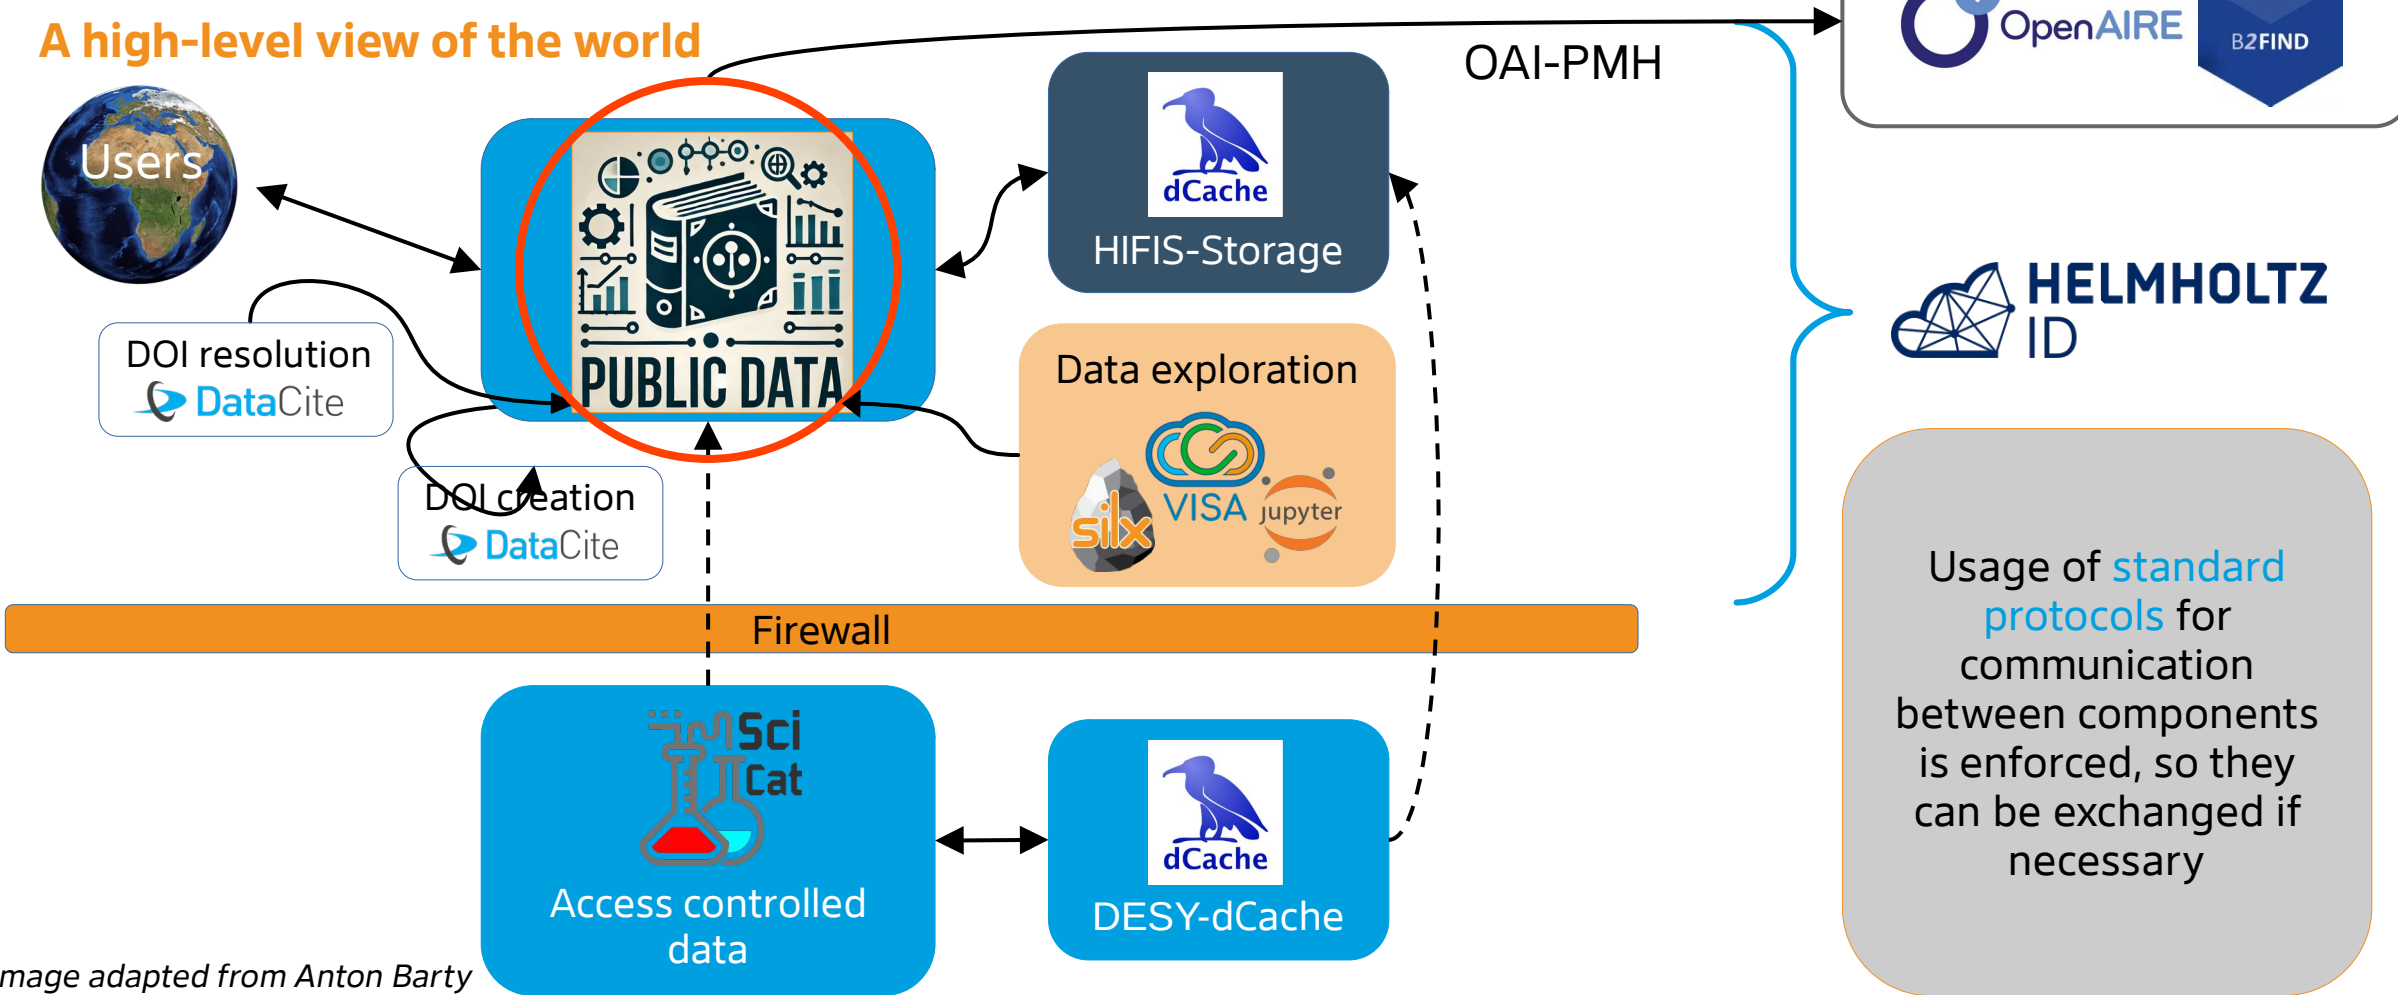 A high-level view of the world
OpenAIRE
B2FIND
OAI-PMH
Users
PUBLIC DATA
dCache
HIFIS-Storage
DOI resolution
DataCite
DOI creation
DataCite
Data exploration
VISA
silx
jupyter
HELMHOLTZ
ID
Firewall
Sci
Cat
Access controlled
data
dCache
DESY-dCache
Usage of standard
protocols for
communication
between components
is enforced, so they
can be exchanged if
necessary
mage adapted from Anton Barty